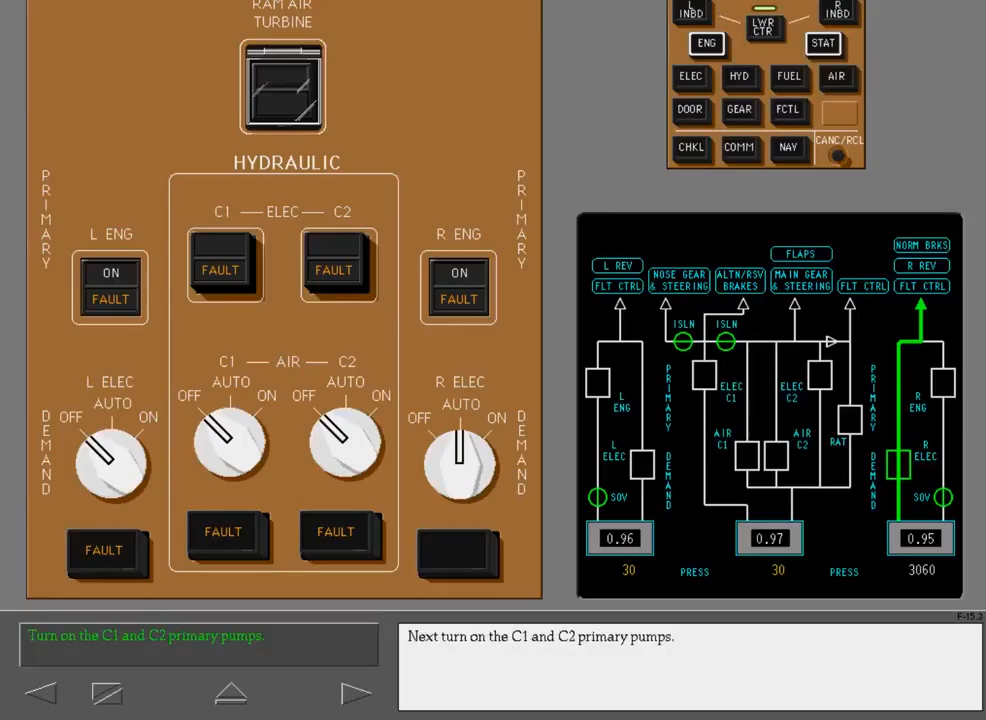 RAM AIR
TURBINE
HYDRAULIC
PRIMARY
PRIMARY
C1 ELEC C2
L ENG
R ENG
ON
FAULT
FAULT
FAULT
ON
FAULT
C1 AIR C2
OFF AUTO ON
OFF AUTO ON
L ELEC
OFF AUTO ON
R ELEC
OFF AUTO ON
DEMAND
DEMAND
FAULT
FAULT
FAULT
L
INBD
LWR
CTR
R
INBD
ENG
STAT
ELEC
HYD
FUEL
AIR
DOOR
GEAR
FCTL
CANC/RCL
CHKL
COMM
NAV
NORM BRKS
FLAPS
L REV
R REV
FLT CTRL
NOSE GEAR
& STEERING
ALTN/RSV
BRAKES
MAIN GEAR
& STEERING
FLT CTRL
FLT CTRL
ISLN
ISLN
L
ENG
PRIMARY
ELEC
C1
ELEC
C2
PRIMARY
R
ENG
L
ELEC
DEMAND
AIR
C1
AIR
C2
RAT
DEMAND
R
ELEC
SOV
SOV
0.96
0.97
0.95
30
PRESS
30
PRESS
3060
F-15.3
Turn on the C1 and C2 primary pumps.
Next turn on the C1 and C2 primary pumps.